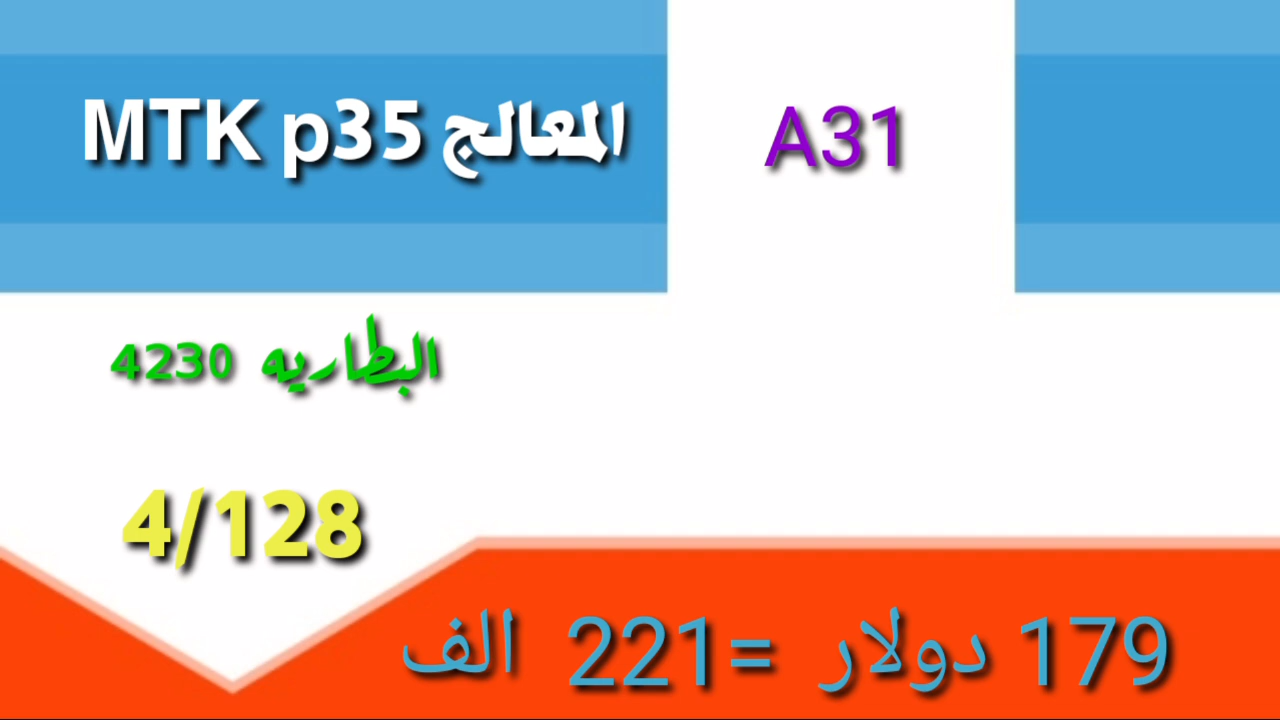 المعالج MTK p35
A31
البطاريه 4230
4/128
179 دولار =221 الف